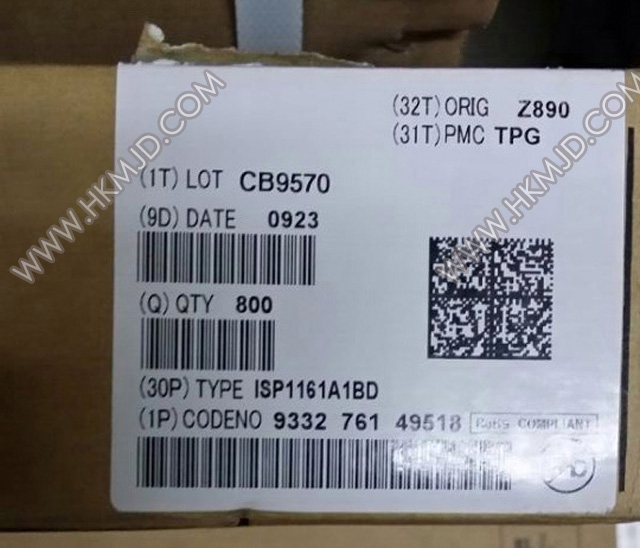 (32T) ORIG Z890
(31T) PMC TPG
(1T) LOT CB9570
(9D) DATE 0923
(Q) QTY 800
(30P) TYPE ISP1161A1BD
(1P) CODENO 9332 761 49518
RoHS COMPLIANT
WWW.HKMJD.COM
WWW.HKMJD.COM